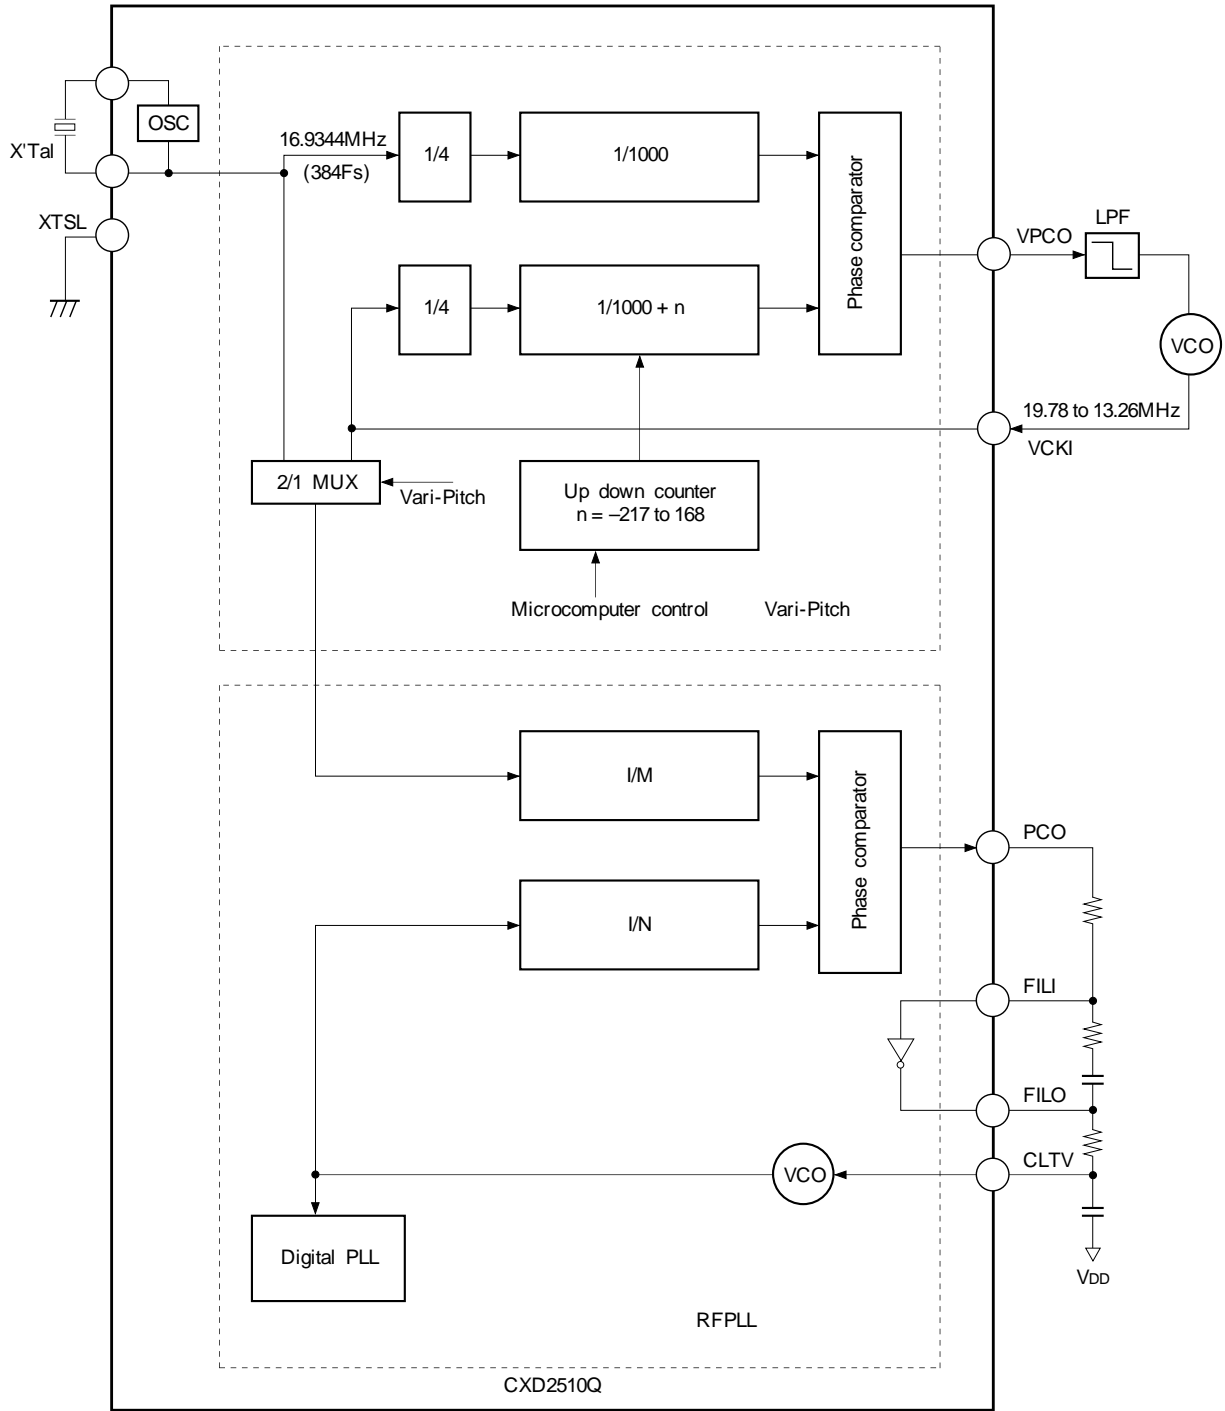 OSC
X'Tal
16.9344MHz
(384Fs)
1/4
1/1000
Phase comparator
XTSL
VPCO
LPF
1/4
1/1000 + n
VCO
19.78 to 13.26MHz
VCKI
2/1 MUX
Vari-Pitch
Up down counter
n = –217 to 168
Microcomputer control
Vari-Pitch
I/M
Phase comparator
PCO
I/N
FILI
FILO
CLTV
VCO
Digital PLL
VDD
RFPLL
CXD2510Q